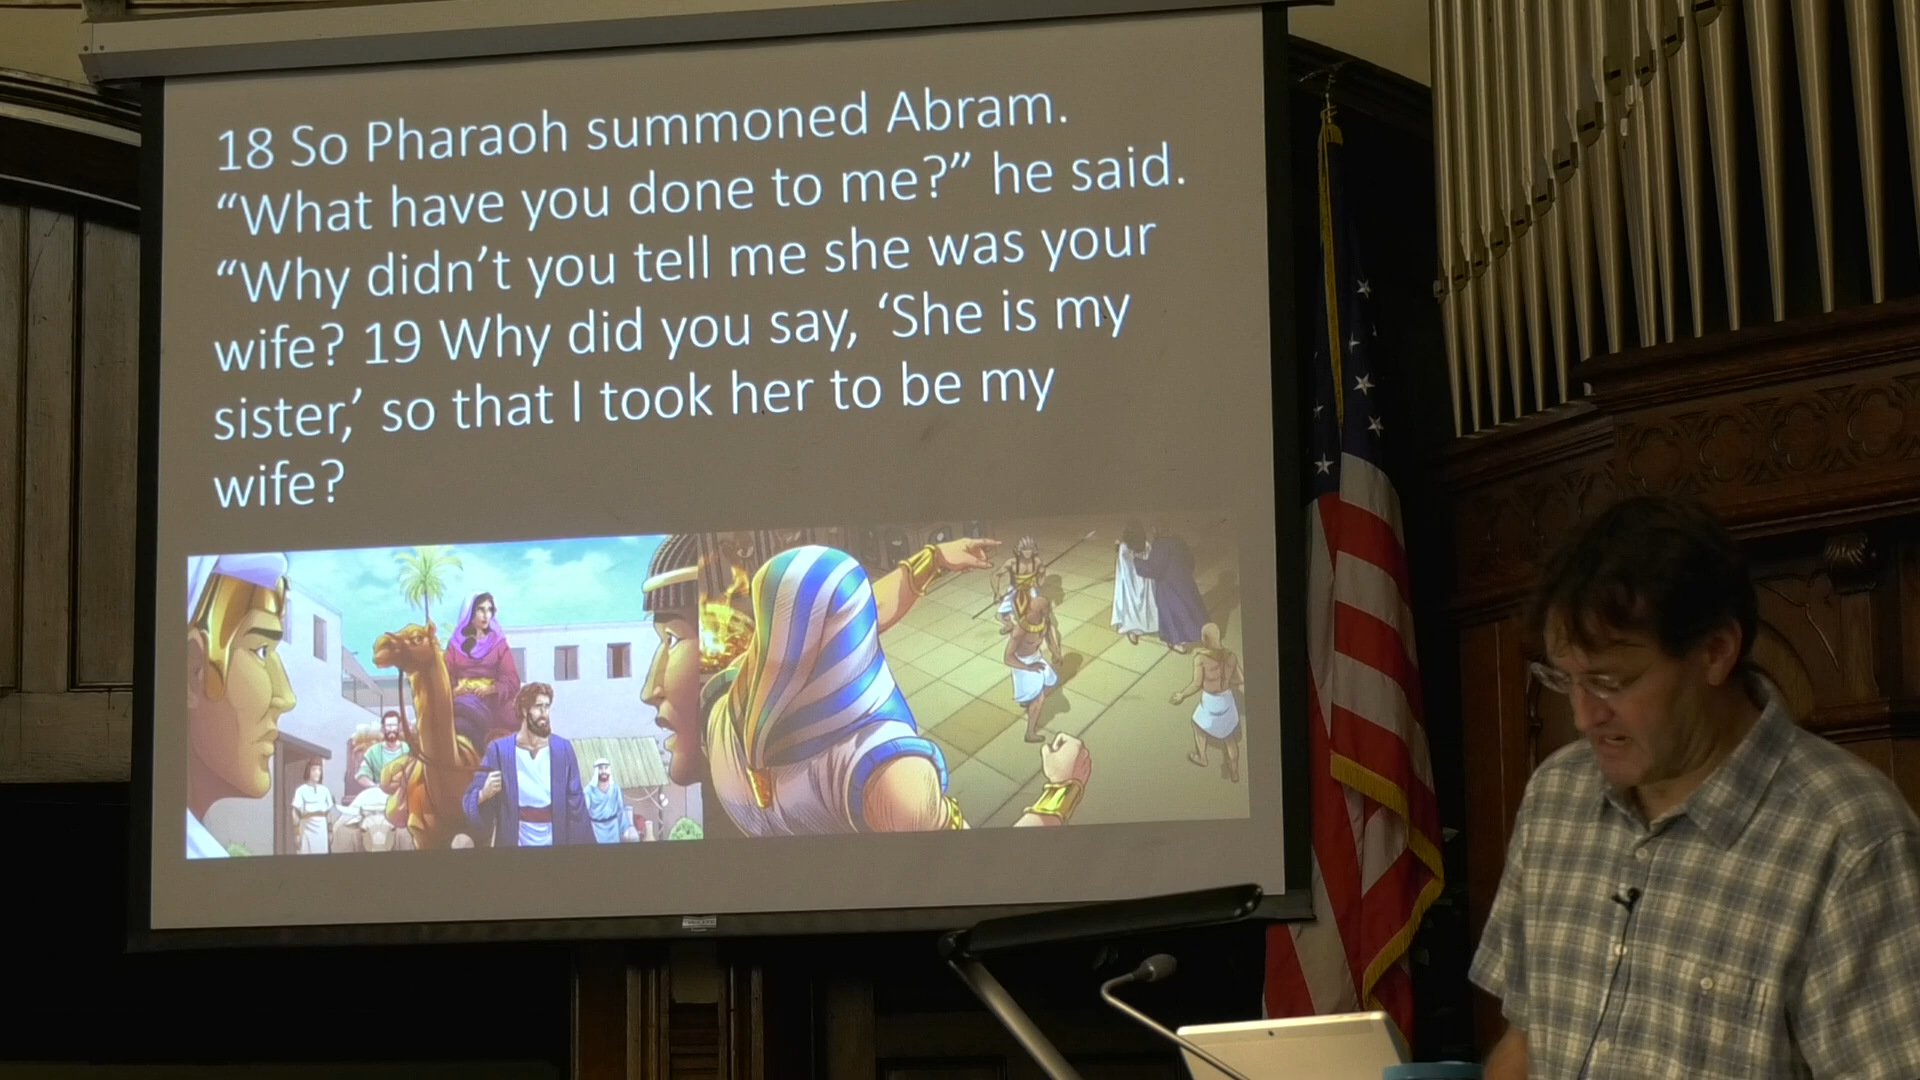 18 So Pharaoh summoned Abram.
“What have you done to me?” he said.
“Why didn’t you tell me she was your
wife? 19 Why did you say, ‘She is my
sister,’ so that I took her to be my
wife?